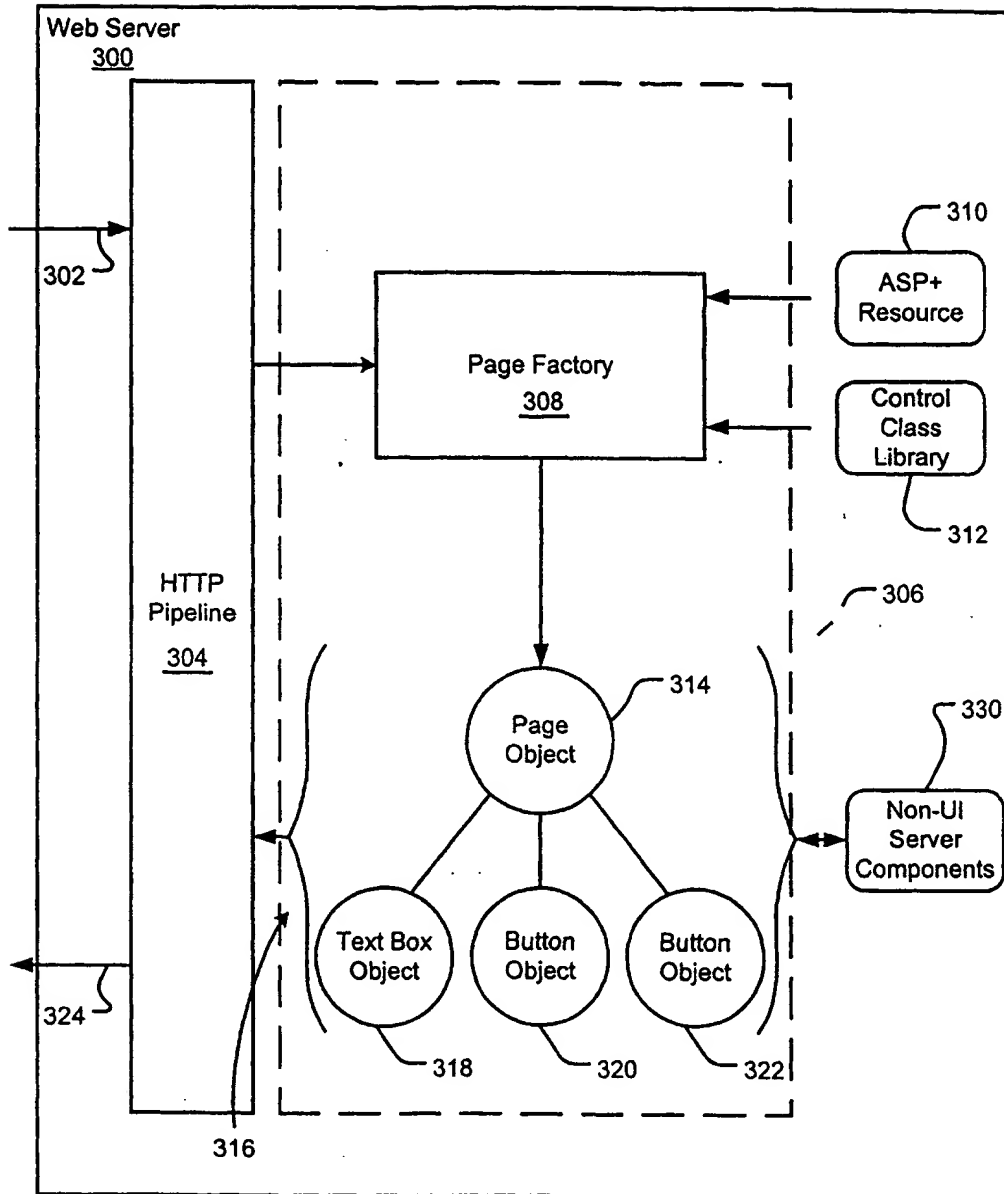 Web Server
300
302
310
ASP+
Resource
Page Factory
308
Control
Class
Library
312
HTTP
Pipeline
304
306
314
Page
Object
330
Non-UI
Server
Components
Text Box
Object
Button
Object
Button
Object
324
318
320
322
316